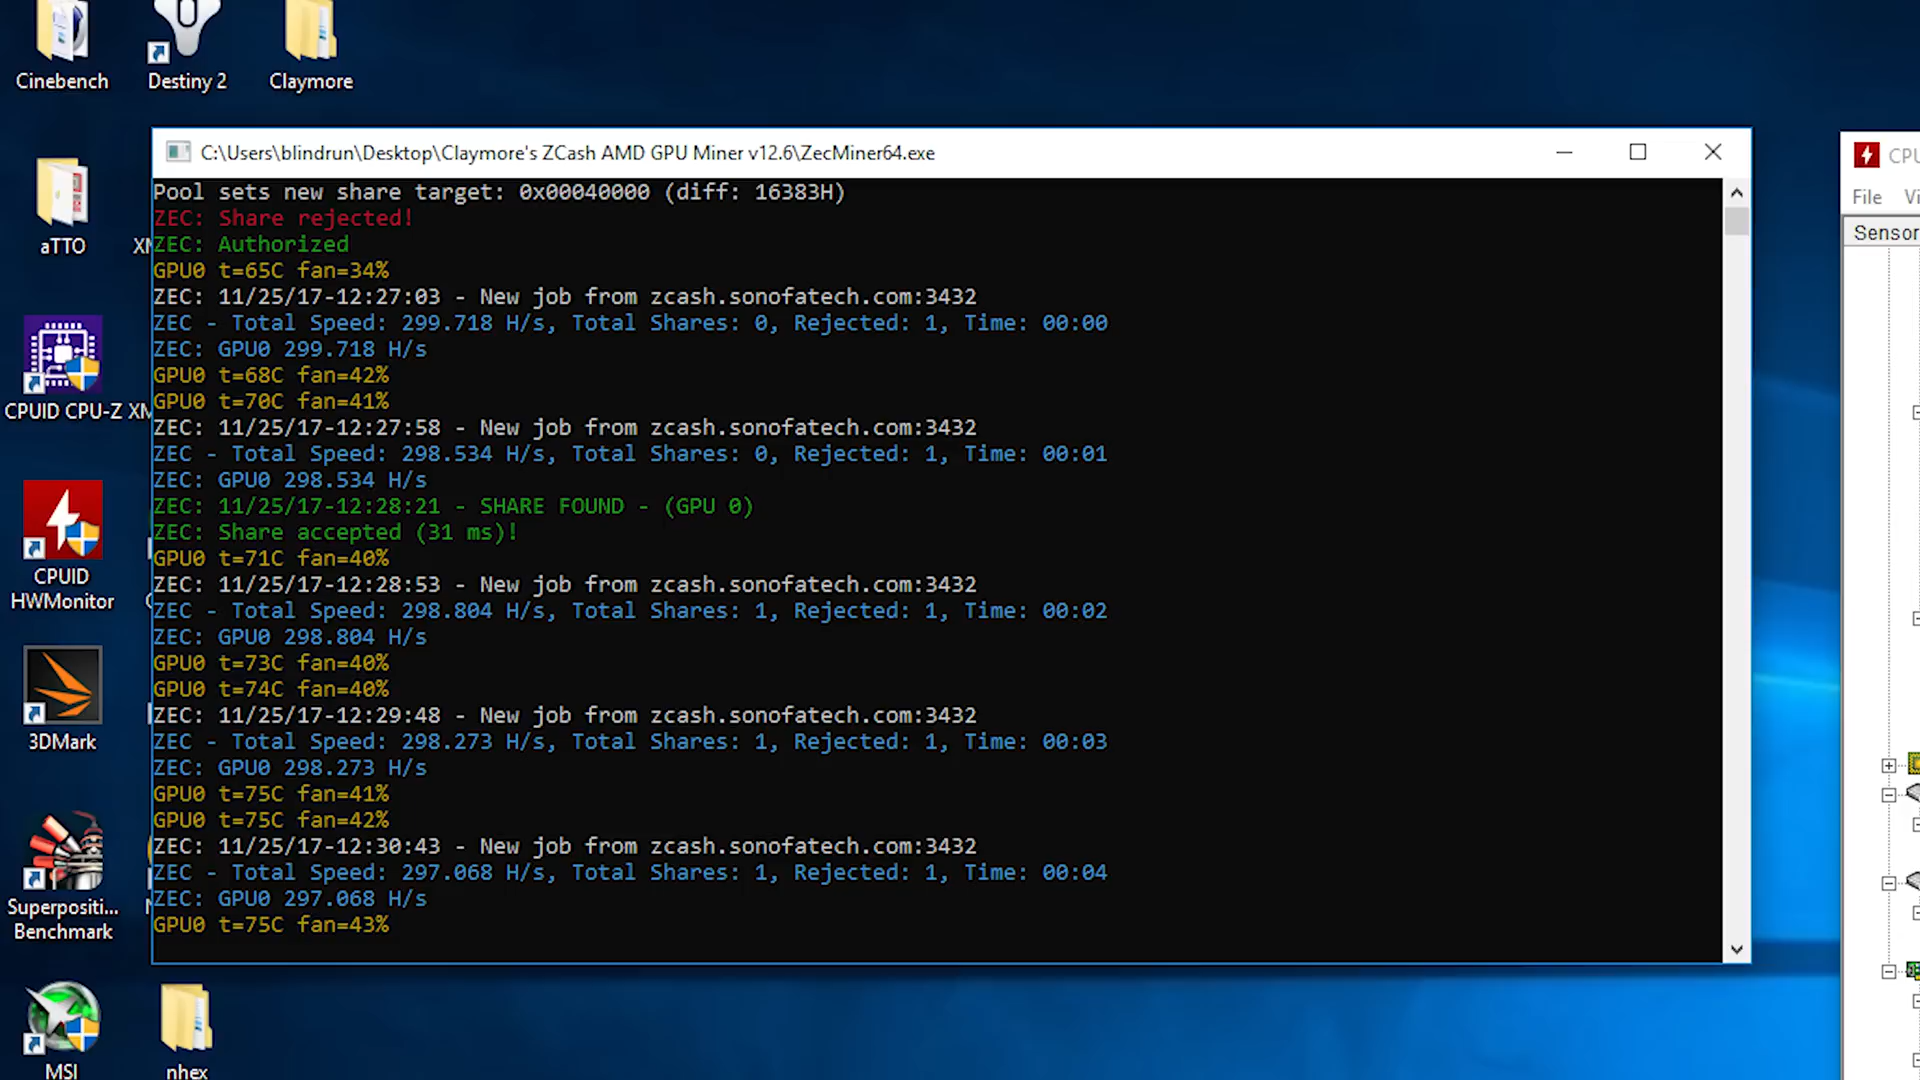 Cinebench
Destiny 2
Claymore
aTTO
CPUID CPU-Z
CPUID
HWMonitor
3DMark
Superpositi...
Benchmark
MSI
nhex
C:\Users\blindrun\Desktop\Claymore's ZCash AMD GPU Miner v12.6\ZecMiner64.exe
Pool sets new share target: 0x00040000 (diff: 16383H)
ZEC: Share rejected!
ZEC: Authorized
GPU0 t=65C fan=34%
ZEC: 11/25/17-12:27:03 - New job from zcash.sonofatech.com:3432
ZEC - Total Speed: 299.718 H/s, Total Shares: 0, Rejected: 1, Time: 00:00
ZEC: GPU0 299.718 H/s
GPU0 t=68C fan=42%
GPU0 t=70C fan=41%
ZEC: 11/25/17-12:27:58 - New job from zcash.sonofatech.com:3432
ZEC - Total Speed: 298.534 H/s, Total Shares: 0, Rejected: 1, Time: 00:01
ZEC: GPU0 298.534 H/s
ZEC: 11/25/17-12:28:21 - SHARE FOUND - (GPU 0)
ZEC: Share accepted (31 ms)!
GPU0 t=71C fan=40%
ZEC: 11/25/17-12:28:53 - New job from zcash.sonofatech.com:3432
ZEC - Total Speed: 298.804 H/s, Total Shares: 1, Rejected: 1, Time: 00:02
ZEC: GPU0 298.804 H/s
GPU0 t=73C fan=40%
GPU0 t=74C fan=40%
ZEC: 11/25/17-12:29:48 - New job from zcash.sonofatech.com:3432
ZEC - Total Speed: 298.273 H/s, Total Shares: 1, Rejected: 1, Time: 00:03
ZEC: GPU0 298.273 H/s
GPU0 t=75C fan=41%
GPU0 t=75C fan=42%
ZEC: 11/25/17-12:30:43 - New job from zcash.sonofatech.com:3432
ZEC - Total Speed: 297.068 H/s, Total Shares: 1, Rejected: 1, Time: 00:04
ZEC: GPU0 297.068 H/s
GPU0 t=75C fan=43%
File
Sensor